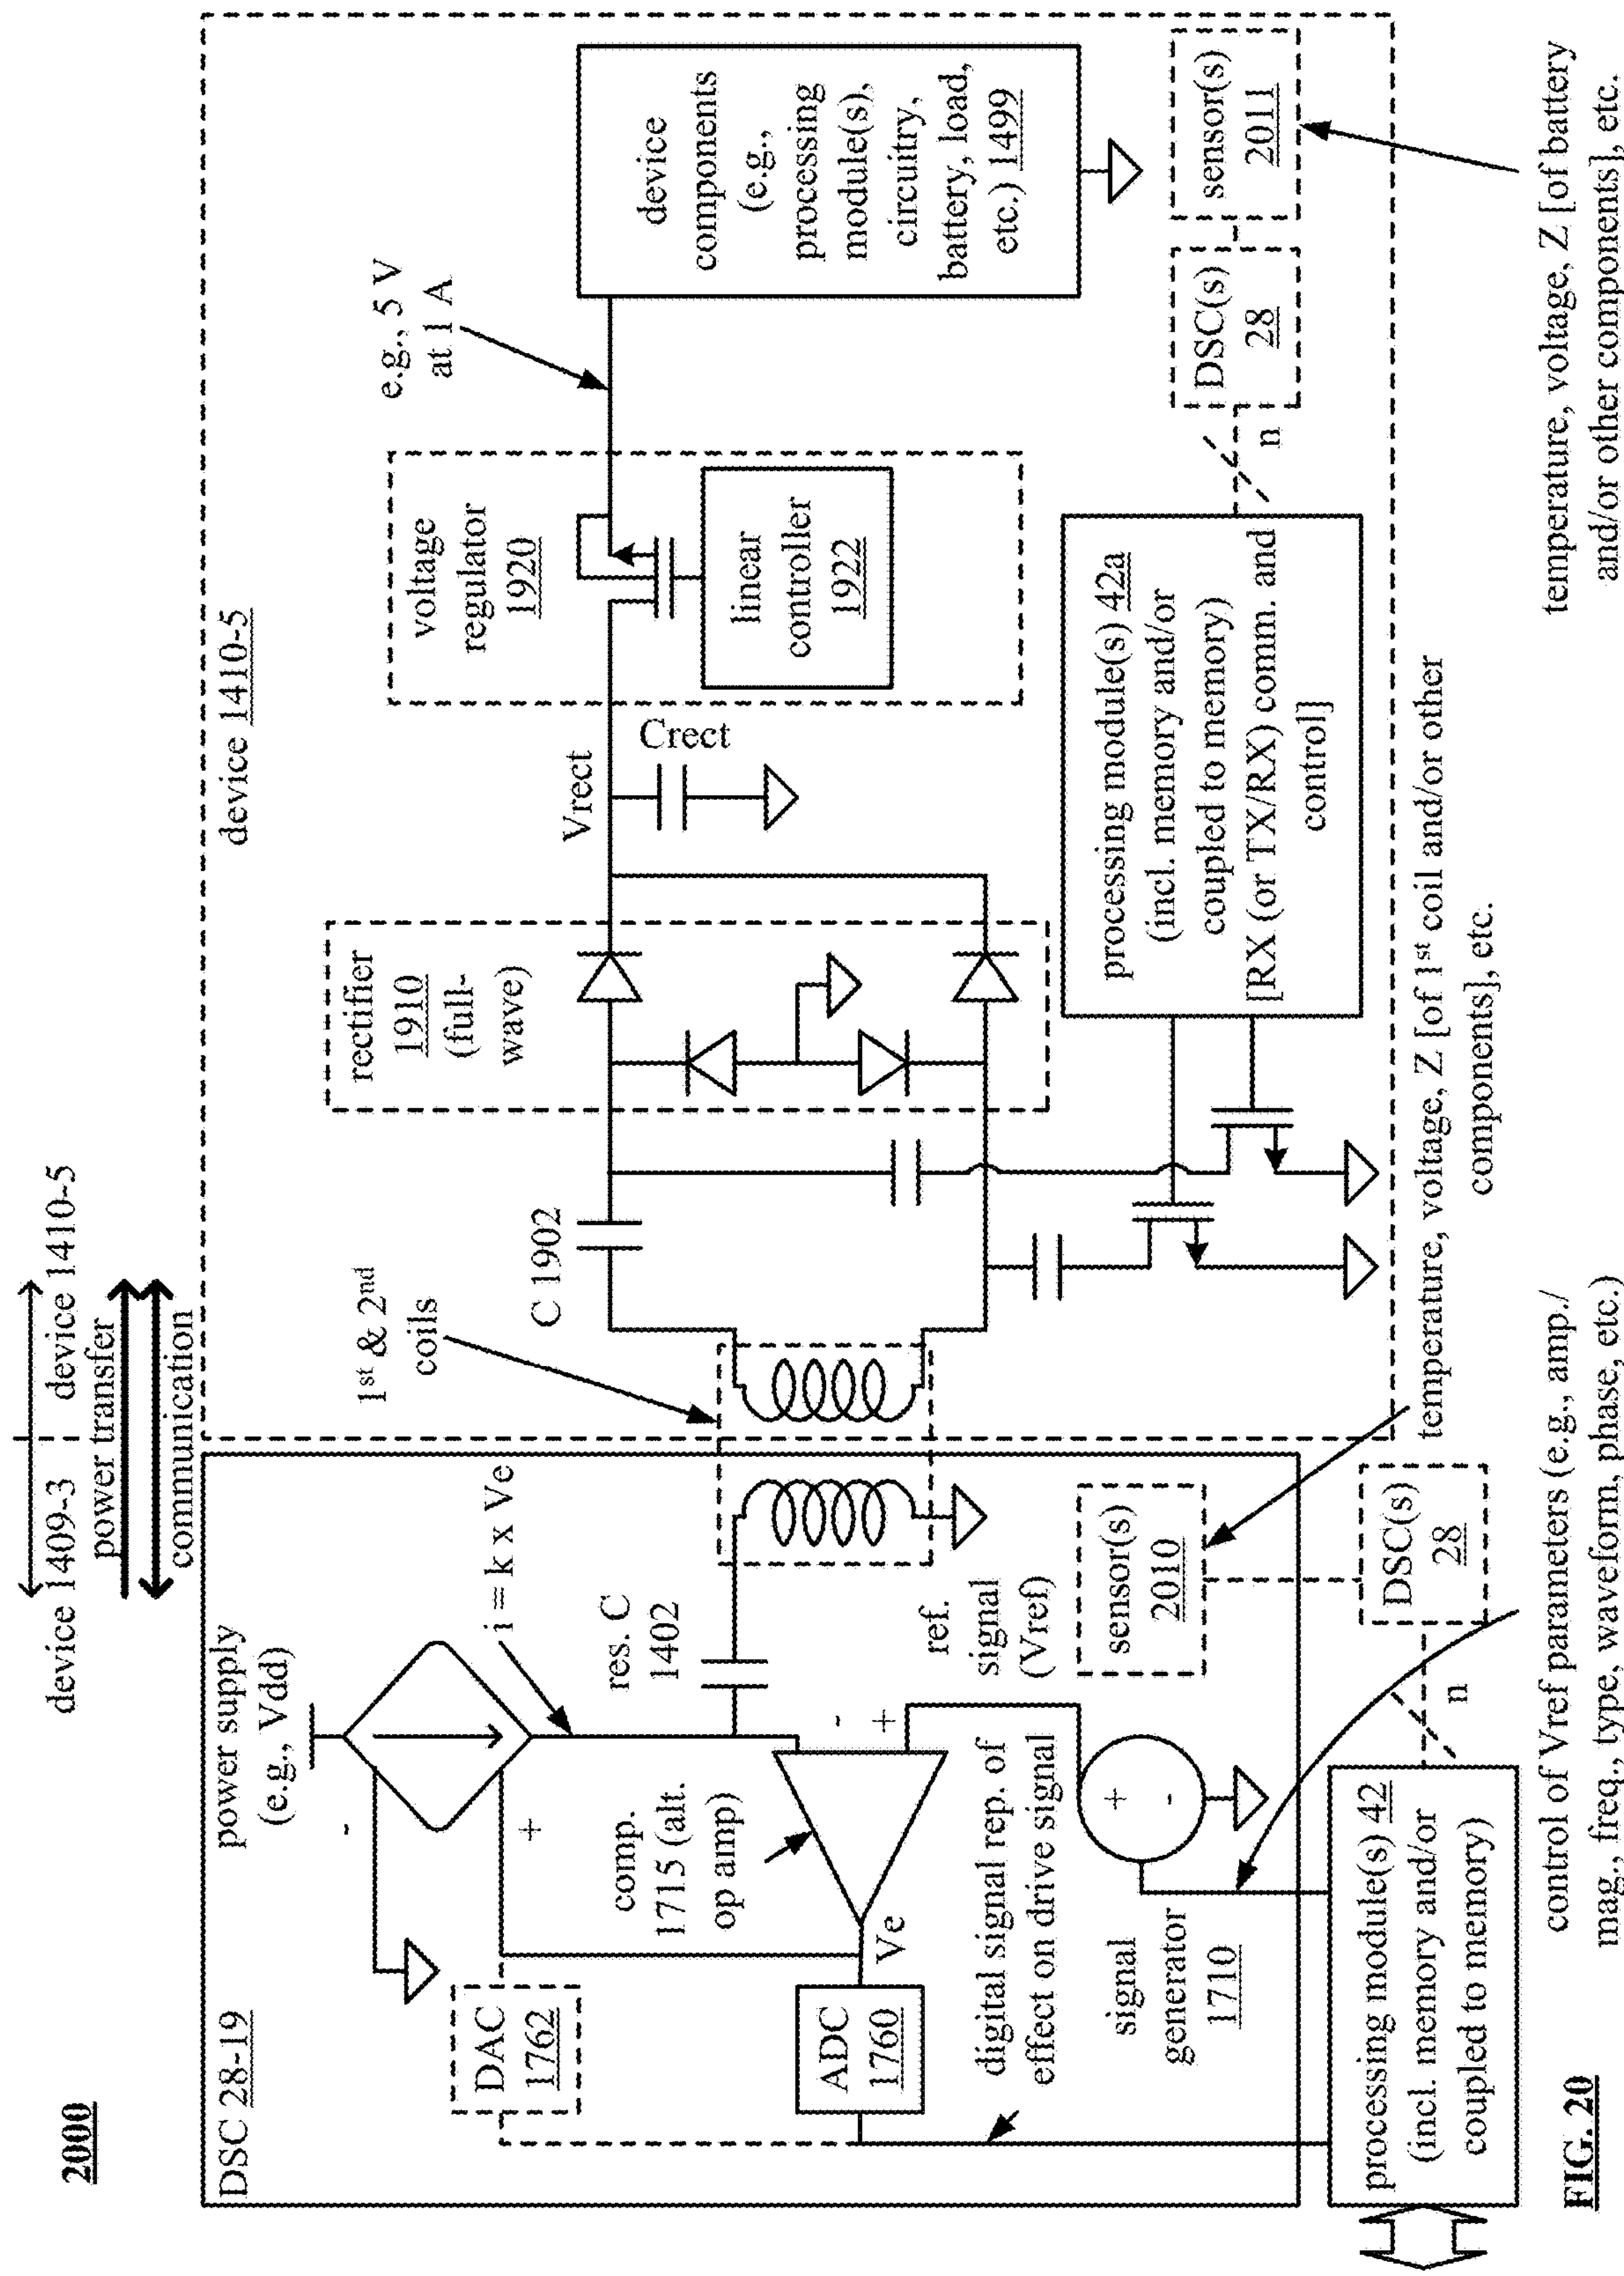 2000
device 1409-3
device 1410-5
power transfer
communication
DSC 28-19
power supply
(e.g., Vdd)
-
+
i = k x Ve
DAC
1762
comp.
1715 (alt.
op amp)
res. C
1402
-
+
Ve
ADC
1760
ref.
signal
(Vref)
digital signal rep. of
effect on drive signal
signal
generator
1710
+
-
sensor(s)
2010
DSC(s)
28
n
processing module(s) 42
(incl. memory and/or
coupled to memory)
1st & 2nd
coils
device 1410-5
C 1902
rectifier
1910
(full-
wave)
Vrect
Crect
voltage
regulator
1920
linear
controller
1922
e.g., 5 V
at 1 A
device
components
(e.g.,
processing
module(s),
circuitry,
battery, load,
etc.) 1499
processing module(s) 42a
(incl. memory and/or
coupled to memory)
[RX (or TX/RX) comm. and
control]
n
DSC(s)
28
sensor(s)
2011
temperature, voltage, Z [of 1st coil and/or other
components], etc.
temperature, voltage, Z [of battery
and/or other components], etc.
control of Vref parameters (e.g., amp./
mag., freq., type, waveform, phase, etc.)
FIG. 20